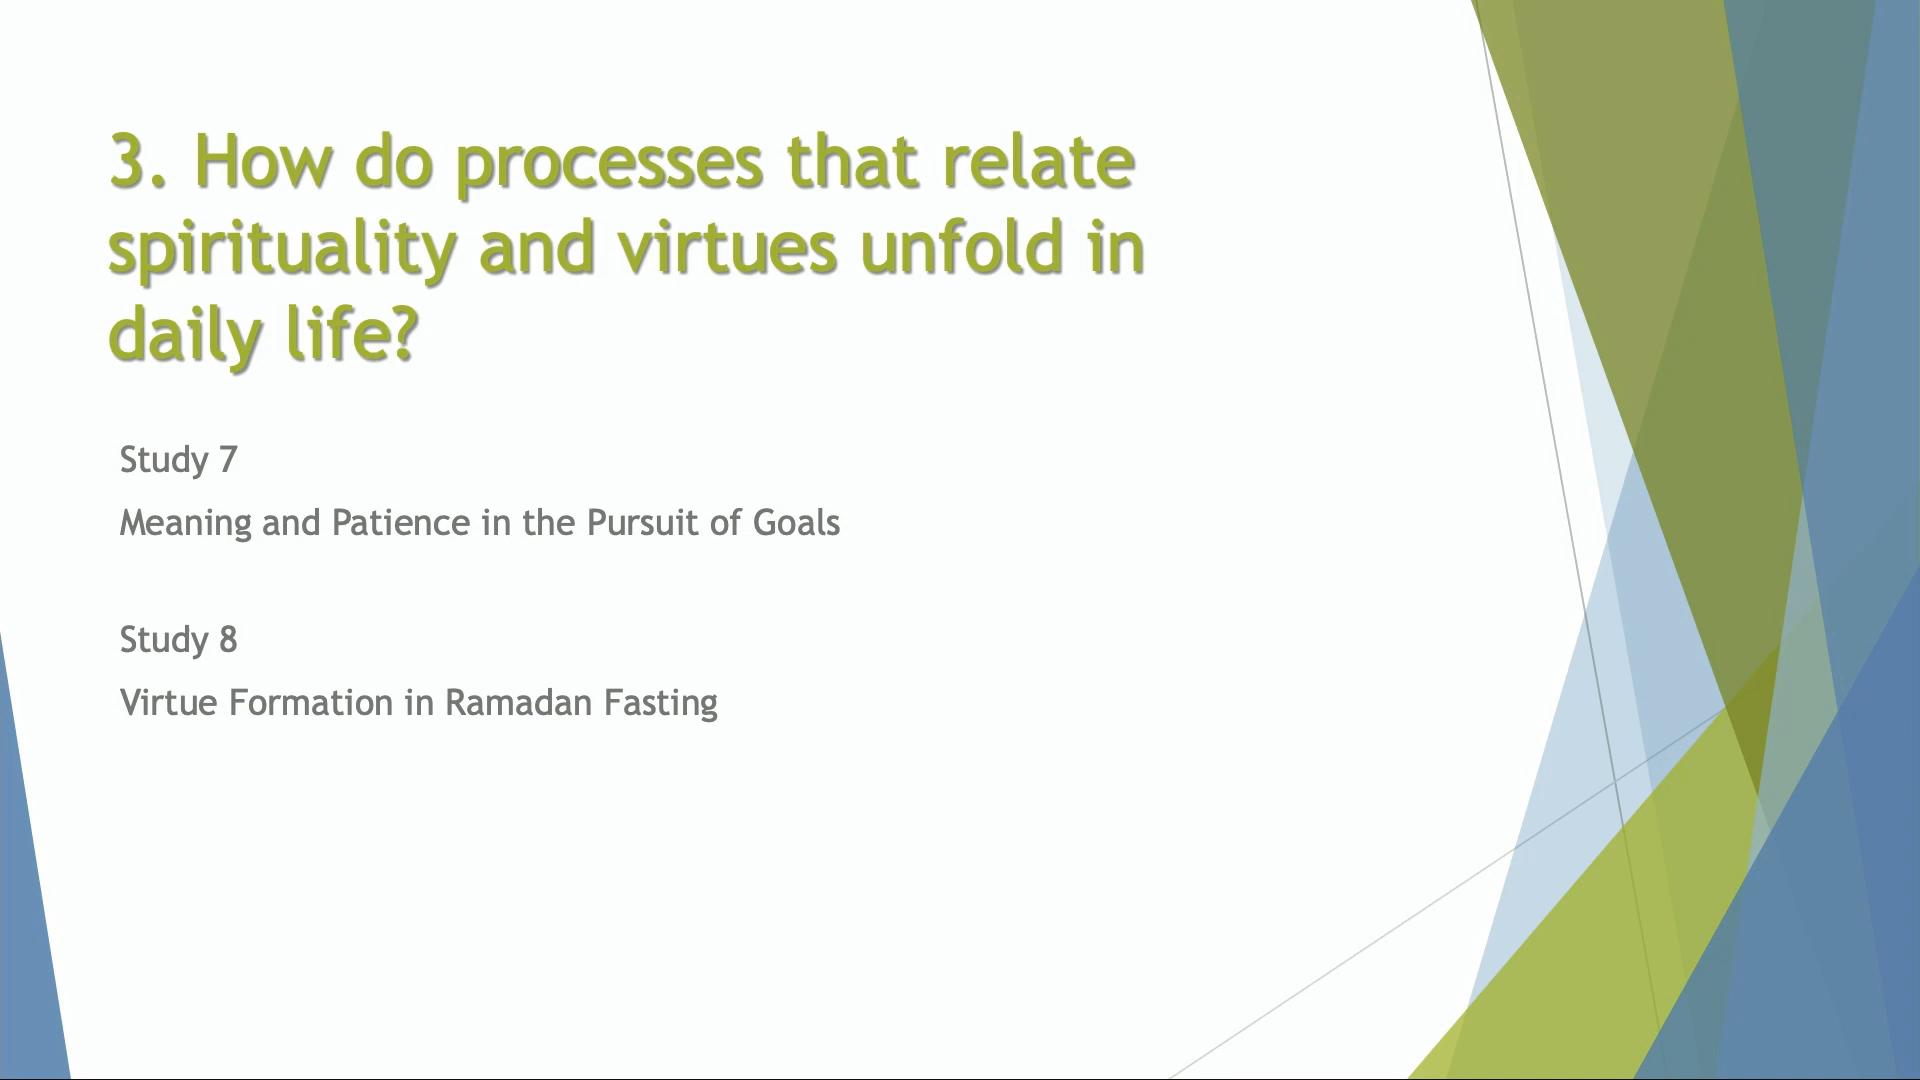 3. How do processes that relate
spirituality and virtues unfold in
daily life?
Study 7
Meaning and Patience in the Pursuit of Goals
Study 8
Virtue Formation in Ramadan Fasting